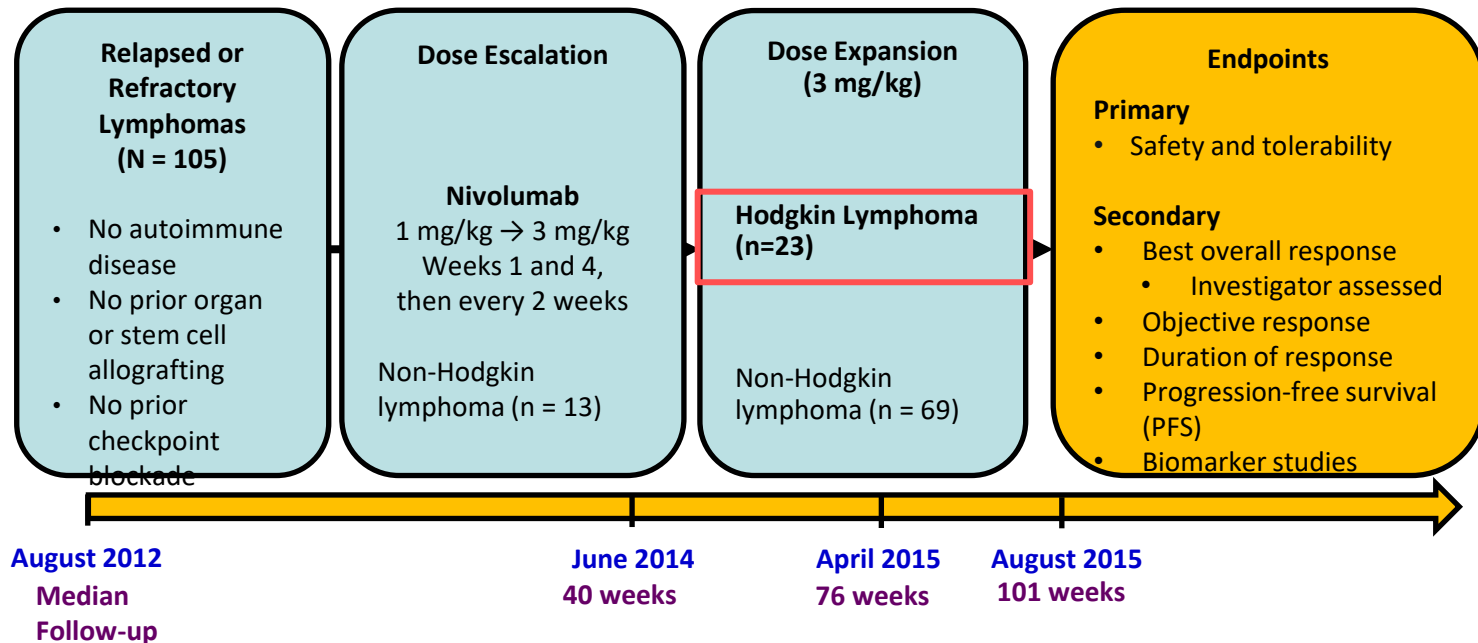 Relapsed or
Refractory
Lymphomas
(N = 105)
• No autoimmune
disease
• No prior organ
or stem cell
allografting
• No prior
checkpoint
blockade
Dose Escalation
Nivolumab
1 mg/kg → 3 mg/kg
Weeks 1 and 4,
then every 2 weeks
Non-Hodgkin
lymphoma (n = 13)
Dose Expansion
(3 mg/kg)
Hodgkin Lymphoma
(n=23)
Non-Hodgkin
lymphoma (n = 69)
Endpoints
Primary
• Safety and tolerability
Secondary
• Best overall response
• Investigator assessed
• Objective response
• Duration of response
• Progression-free survival
(PFS)
• Biomarker studies
August 2012
June 2014
April 2015
August 2015
Median
Follow-up
40 weeks
76 weeks
101 weeks